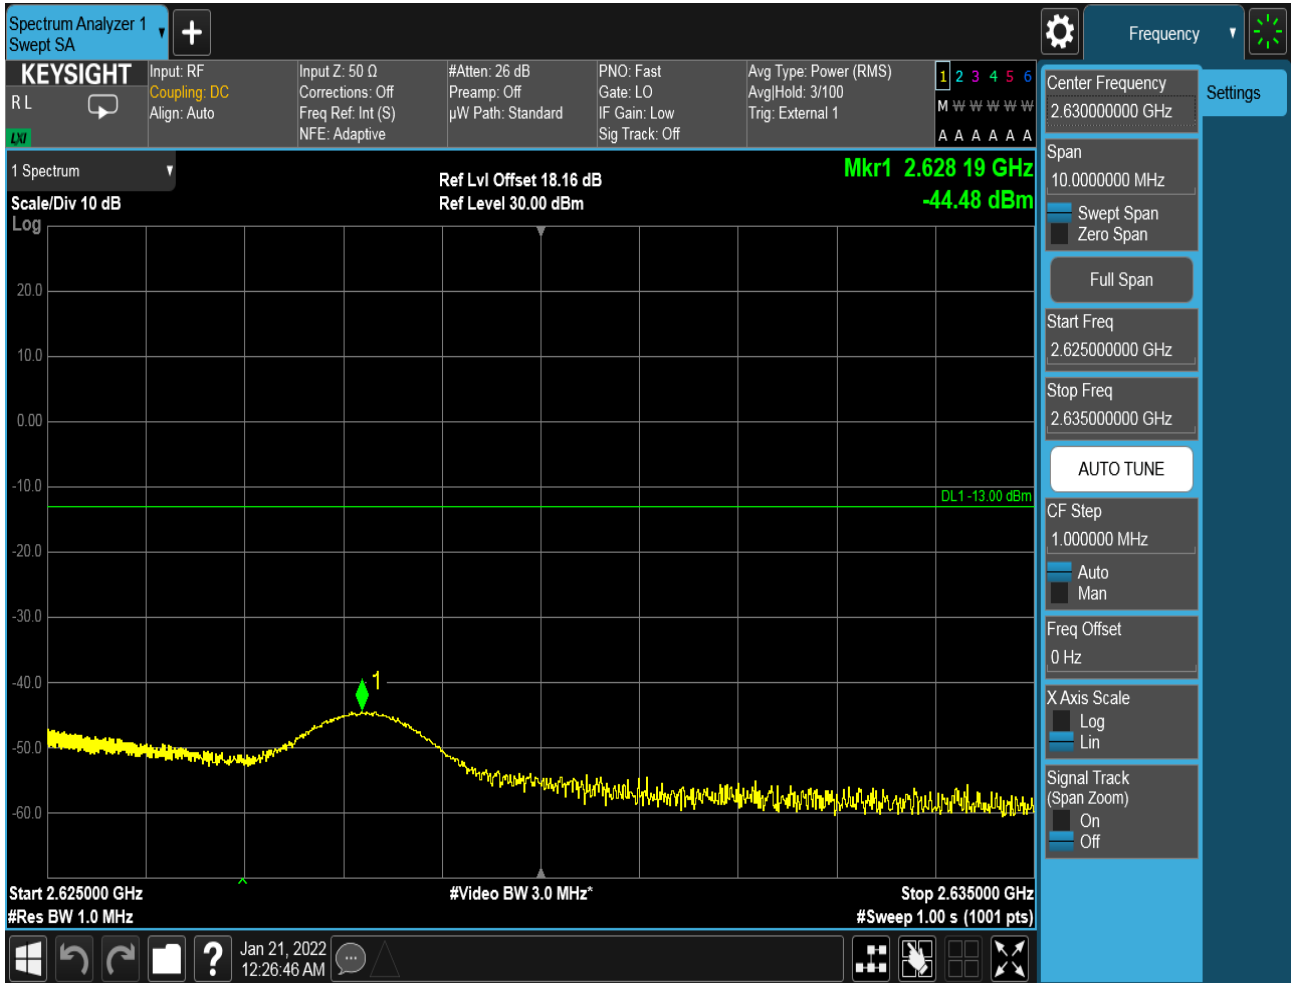 Spectrum Analyzer 1
Swept SA
Frequency
KEYSIGHT
R L
LXI
Input: RF
Coupling: DC
Align: Auto
Input Z: 50 Ω
Corrections: Off
Freq Ref: Int (S)
NFE: Adaptive
#Atten: 26 dB
Preamp: Off
µW Path: Standard
PNO: Fast
Gate: LO
IF Gain: Low
Sig Track: Off
Avg Type: Power (RMS)
Avg|Hold: 3/100
Trig: External 1
1 2 3 4 5 6
M W W W W W
A A A A A A
1 Spectrum
Scale/Div 10 dB
Log
Ref Lvl Offset 18.16 dB
Ref Level 30.00 dBm
Mkr1 2.628 19 GHz
-44.48 dBm
20.0
10.0
0.00
-10.0
DL1 -13.00 dBm
-20.0
-30.0
-40.0
1
-50.0
-60.0
Start 2.625000 GHz
#Res BW 1.0 MHz
#Video BW 3.0 MHz*
Stop 2.635000 GHz
#Sweep 1.00 s (1001 pts)
Center Frequency
2.630000000 GHz
Settings
Span
10.0000000 MHz
Swept Span
Zero Span
Full Span
Start Freq
2.625000000 GHz
Stop Freq
2.635000000 GHz
AUTO TUNE
CF Step
1.000000 MHz
Auto
Man
Freq Offset
0 Hz
X Axis Scale
Log
Lin
Signal Track
(Span Zoom)
On
Off
?
Jan 21, 2022
12:26:46 AM